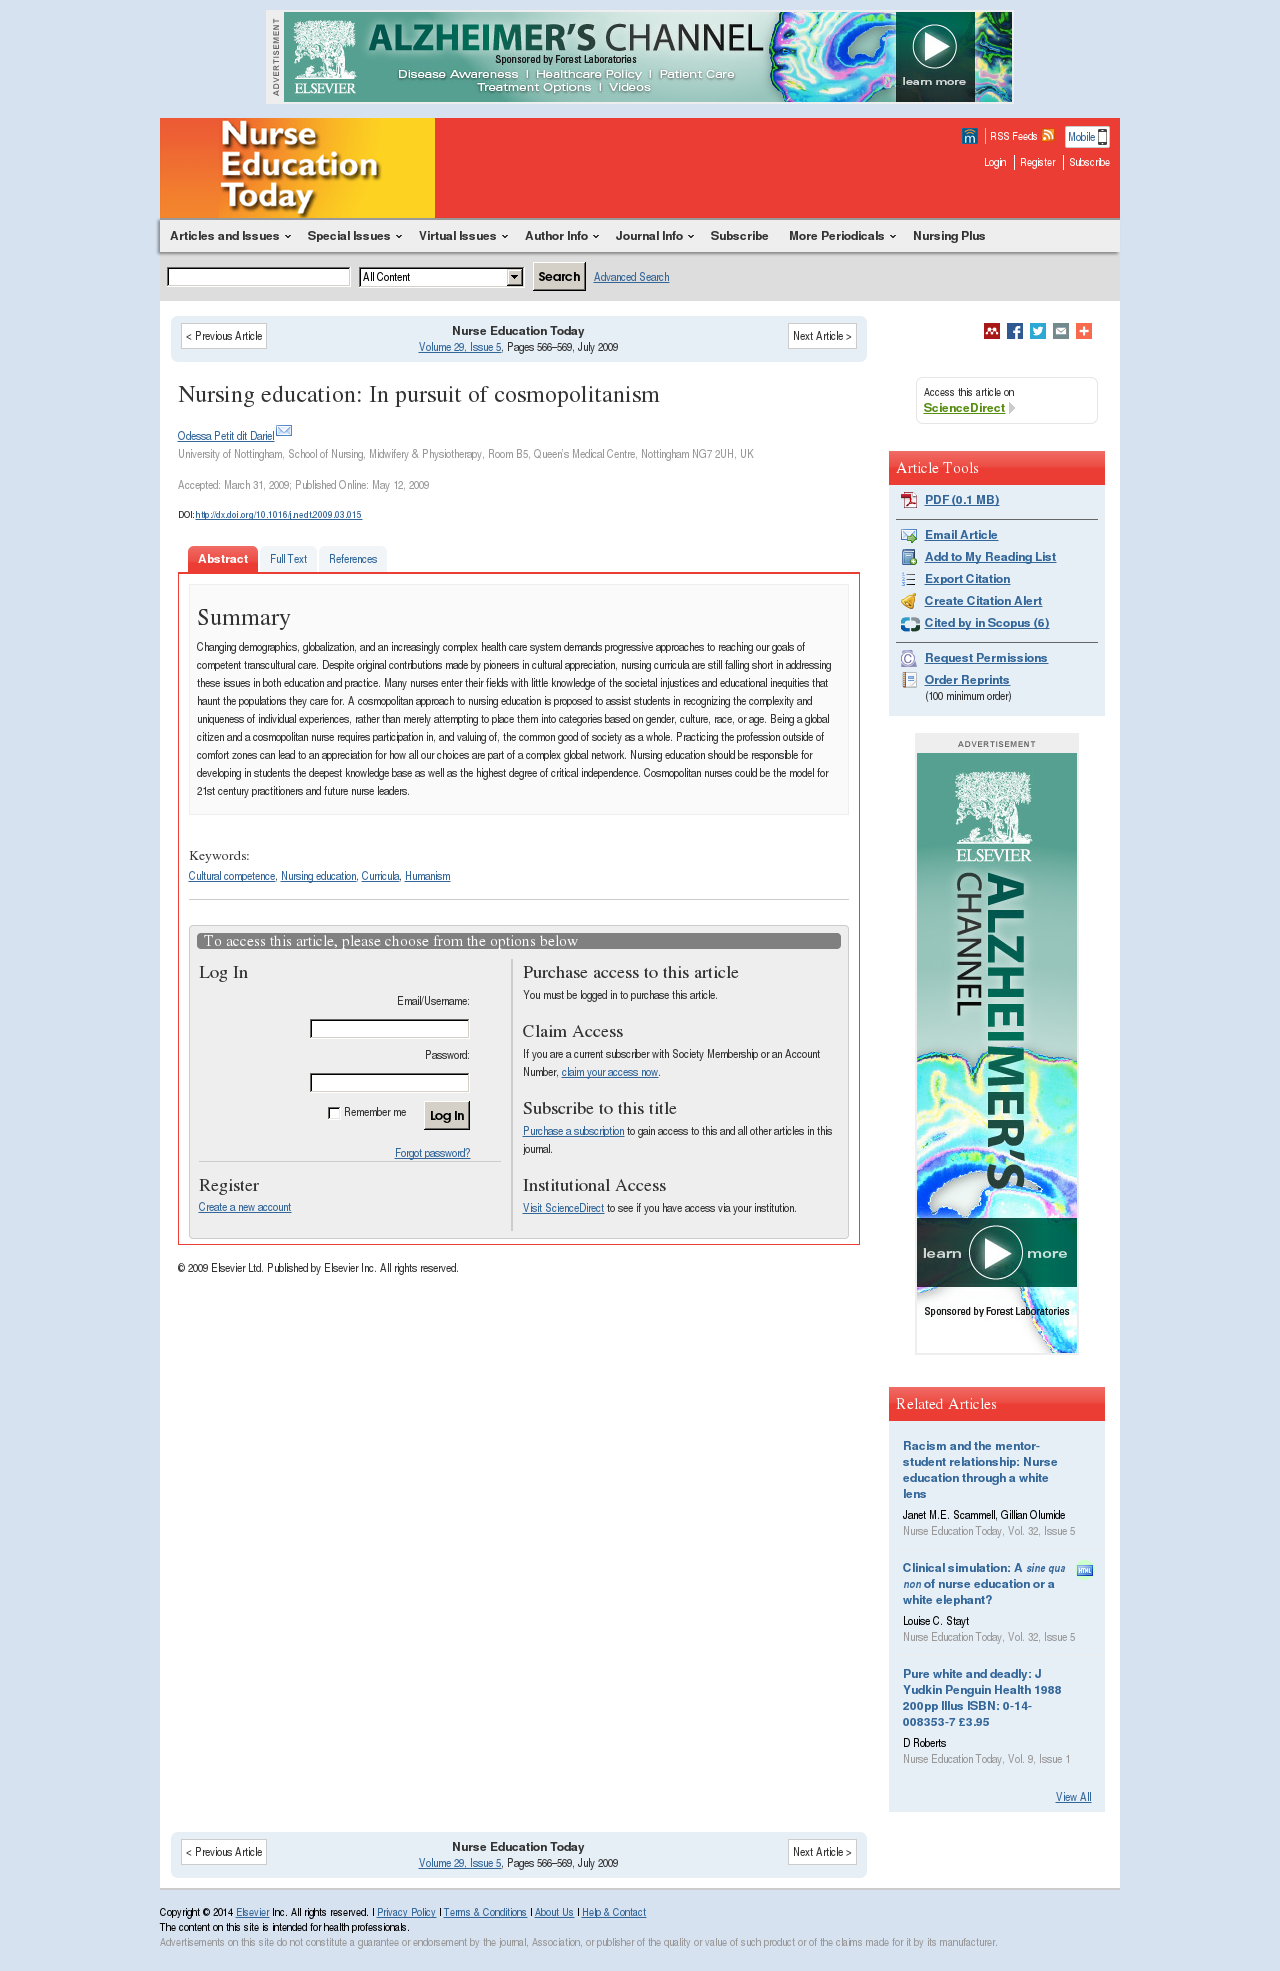 ADVERTISEMENT
ELSEVIER
ALZHEIMER'S CHANNEL
Sponsored by Forest Laboratories
Disease Awareness | Healthcare Policy | Patient Care
Treatment Options | Videos
learn more
Nurse
Education
Today
m
RSS Feeds
Mobile
Login
Register
Subscribe
Articles and Issues
Special Issues
Virtual Issues
Author Info
Journal Info
Subscribe
More Periodicals
Nursing Plus
All Content
Search
Advanced Search
< Previous Article
Nurse Education Today
Volume 29, Issue 5, Pages 566–569, July 2009
Next Article >
Nursing education: In pursuit of cosmopolitanism
Odessa Petit dit Dariel
University of Nottingham, School of Nursing, Midwifery & Physiotherapy, Room B5, Queen's Medical Centre, Nottingham NG7 2UH, UK
Accepted: March 31, 2009; Published Online: May 12, 2009
DOI: http://dx.doi.org/10.1016/j.nedt.2009.03.015
Abstract
Full Text
References
Summary
Changing demographics, globalization, and an increasingly complex health care system demands progressive approaches to reaching our goals of
competent transcultural care. Despite original contributions made by pioneers in cultural appreciation, nursing curricula are still falling short in addressing
these issues in both education and practice. Many nurses enter their fields with little knowledge of the societal injustices and educational inequities that
haunt the populations they care for. A cosmopolitan approach to nursing education is proposed to assist students in recognizing the complexity and
uniqueness of individual experiences, rather than merely attempting to place them into categories based on gender, culture, race, or age. Being a global
citizen and a cosmopolitan nurse requires participation in, and valuing of, the common good of society as a whole. Practicing the profession outside of
comfort zones can lead to an appreciation for how all our choices are part of a complex global network. Nursing education should be responsible for
developing in students the deepest knowledge base as well as the highest degree of critical independence. Cosmopolitan nurses could be the model for
21st century practitioners and future nurse leaders.
Keywords:
Cultural competence, Nursing education, Curricula, Humanism
To access this article, please choose from the options below
Log In
Email/Username:
Password:
Remember me
Log In
Forgot password?
Register
Create a new account
Purchase access to this article
You must be logged in to purchase this article.
Claim Access
If you are a current subscriber with Society Membership or an Account
Number, claim your access now.
Subscribe to this title
Purchase a subscription to gain access to this and all other articles in this
journal.
Institutional Access
Visit ScienceDirect to see if you have access via your institution.
© 2009 Elsevier Ltd. Published by Elsevier Inc. All rights reserved.
Access this article on
ScienceDirect
Article Tools
PDF (0.1 MB)
Email Article
Add to My Reading List
Export Citation
Create Citation Alert
Cited by in Scopus (6)
Request Permissions
Order Reprints
(100 minimum order)
ADVERTISEMENT
ELSEVIER
ALZHEIMER'S
CHANNEL
learn more
Sponsored by Forest Laboratories
Related Articles
Racism and the mentor-
student relationship: Nurse
education through a white
lens
Janet M.E. Scammell, Gillian Olumide
Nurse Education Today, Vol. 32, Issue 5
Clinical simulation: A sine qua
non of nurse education or a
white elephant?
HTML
Louise C. Stayt
Nurse Education Today, Vol. 32, Issue 5
Pure white and deadly: J
Yudkin Penguin Health 1988
200pp Illus ISBN: 0-14-
008353-7 £3.95
D Roberts
Nurse Education Today, Vol. 9, Issue 1
View All
< Previous Article
Nurse Education Today
Volume 29, Issue 5, Pages 566–569, July 2009
Next Article >
Copyright © 2014 Elsevier Inc. All rights reserved. | Privacy Policy | Terms & Conditions | About Us | Help & Contact
The content on this site is intended for health professionals.
Advertisements on this site do not constitute a guarantee or endorsement by the journal, Association, or publisher of the quality or value of such product or of the claims made for it by its manufacturer.